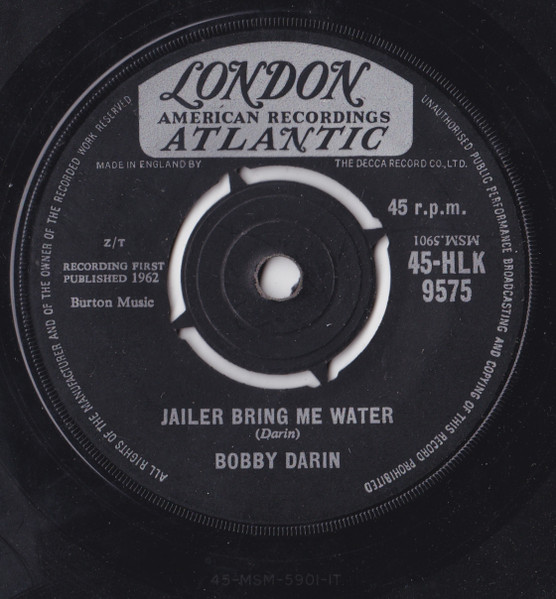 LONDON
AMERICAN RECORDINGS
ATLANTIC
MADE IN ENGLAND BY THE DECCA RECORD CO., LTD.
ALL RIGHTS OF THE MANUFACTURER AND OF THE OWNER OF THE RECORDED WORK RESERVED
UNAUTHORISED PUBLIC PERFORMANCE BROADCASTING AND COPYING OF THIS RECORD PROHIBITED
45 r.p.m.
Z/T
MSM.5901
RECORDING FIRST
PUBLISHED 1962
45-HLK
9575
Burton Music
JAILER BRING ME WATER
(Darin)
BOBBY DARIN
45-MSM-5901-1T